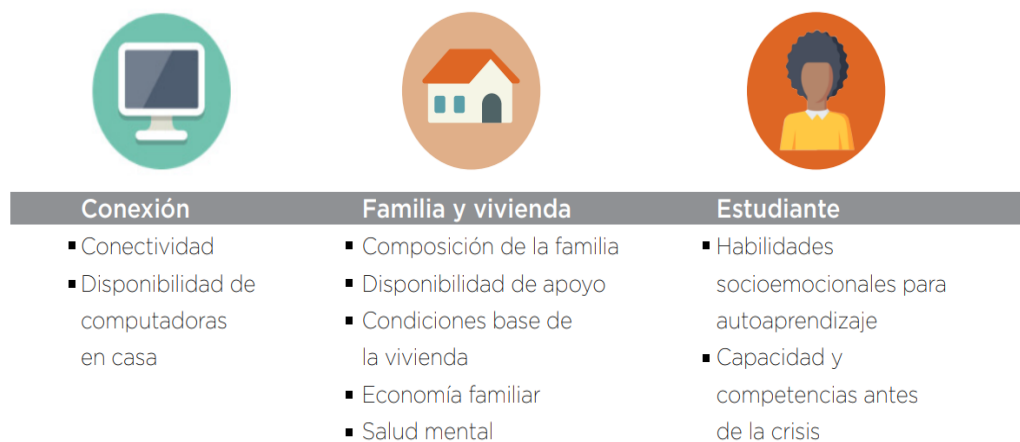 Conexión
Conectividad
Disponibilidad de
computadoras
en casa
Familia y vivienda
Composición de la familia
Disponibilidad de apoyo
Condiciones base de
la vivienda
Economía familiar
Salud mental
Estudiante
Habilidades
socioemocionales para
autoaprendizaje
Capacidad y
competencias antes
de la crisis